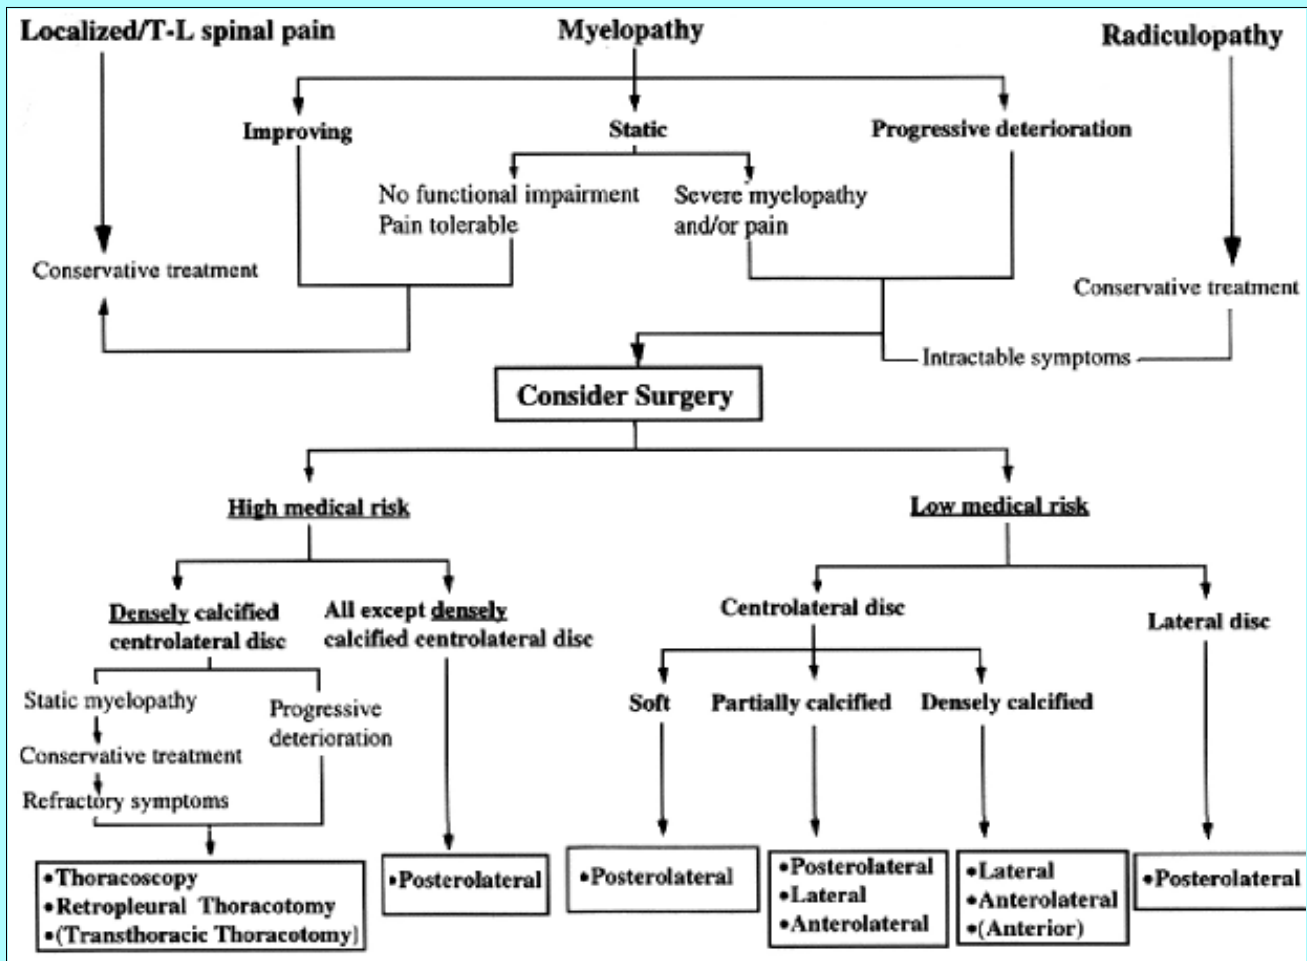 Localized/T-L spinal pain
Myelopathy
Radiculopathy
Improving
Static
Progressive deterioration
No functional impairment
Pain tolerable
Severe myelopathy
and/or pain
Conservative treatment
Conservative treatment
Intractable symptoms
Consider Surgery
High medical risk
Low medical risk
Densely calcified
centrolateral disc
All except densely
calcified centrolateral disc
Centrolateral disc
Lateral disc
Static myelopathy
Progressive
deterioration
Conservative treatment
Refractory symptoms
Soft
Partially calcified
Densely calcified
•Thoracoscopy
•Retropleural Thoracotomy
•(Transthoracic Thoracotomy)
•Posterolateral
•Posterolateral
•Posterolateral
•Lateral
•Anterolateral
•Lateral
•Anterolateral
•(Anterior)
•Posterolateral